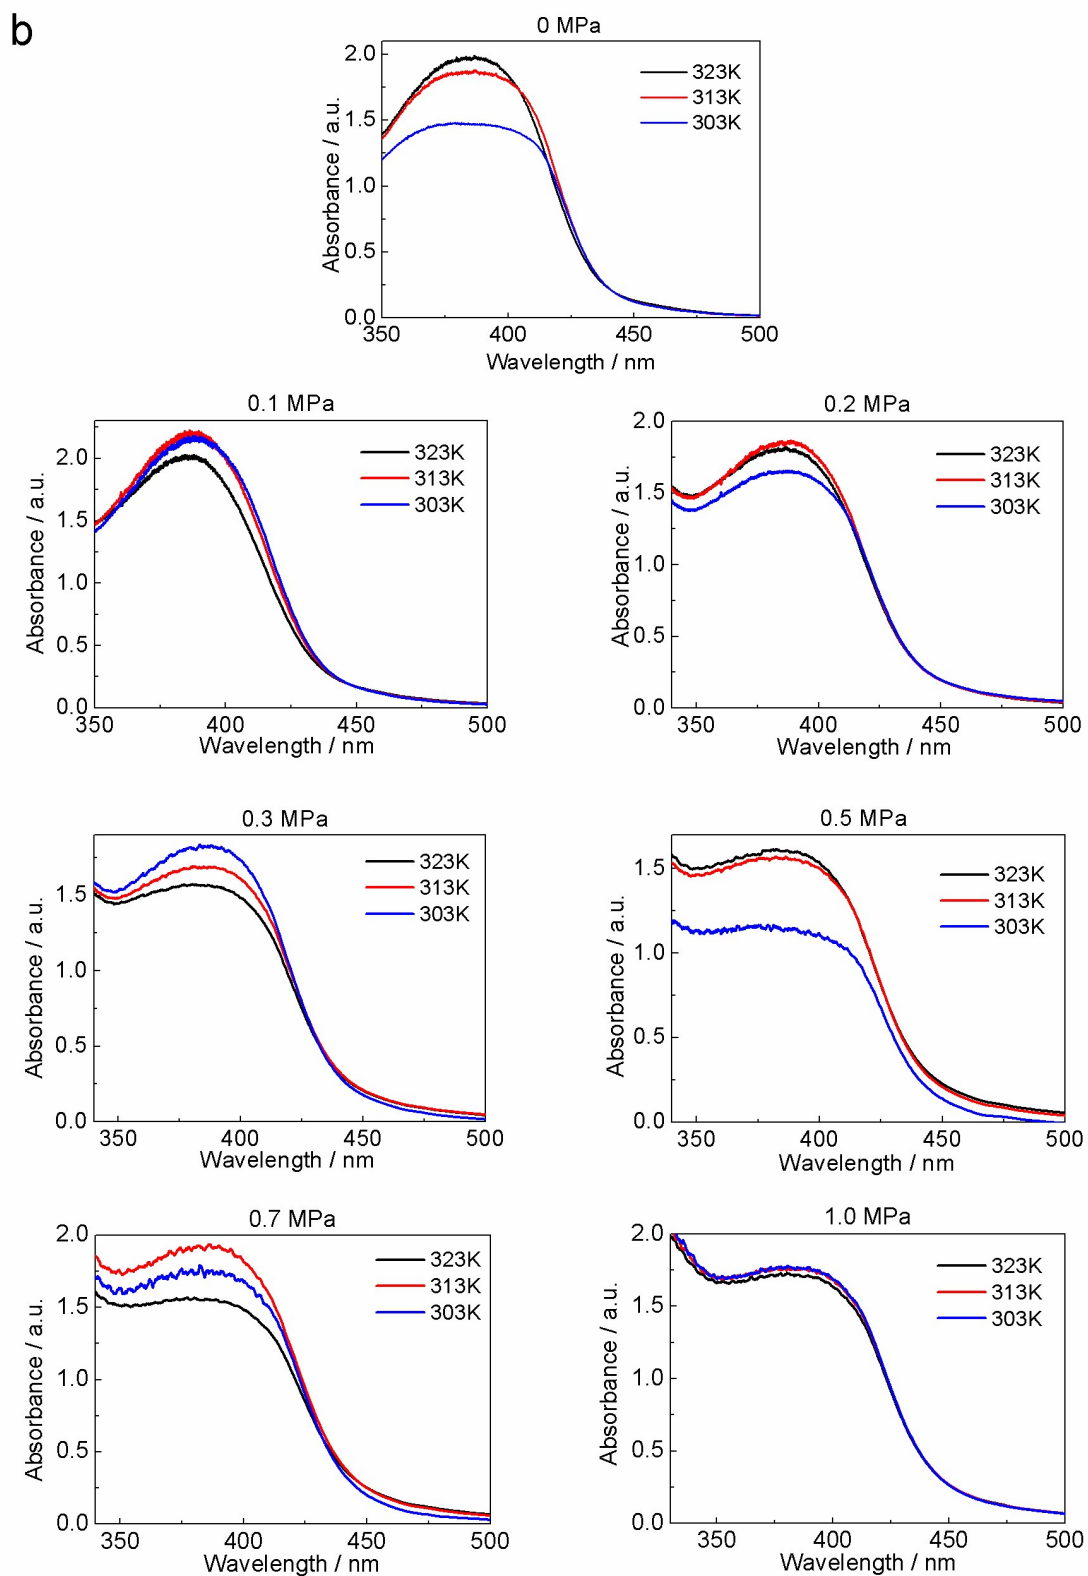 b
0 MPa
2.0
1.5
1.0
0.5
0.0
Absorbance / a.u.
323K
313K
303K
350 400 450 500
Wavelength / nm
0.1 MPa
2.0
1.5
1.0
0.5
0.0
Absorbance / a.u.
323K
313K
303K
350 400 450 500
Wavelength / nm
0.2 MPa
2.0
1.5
1.0
0.5
0.0
Absorbance / a.u.
323K
313K
303K
350 400 450 500
Wavelength / nm
0.3 MPa
1.5
1.0
0.5
0.0
Absorbance / a.u.
323K
313K
303K
350 400 450 500
Wavelength / nm
0.5 MPa
1.5
1.0
0.5
0.0
Absorbance / a.u.
323K
313K
303K
350 400 450 500
Wavelength / nm
0.7 MPa
2.0
1.5
1.0
0.5
0.0
Absorbance / a.u.
323K
313K
303K
350 400 450 500
Wavelength / nm
1.0 MPa
2.0
1.5
1.0
0.5
0.0
Absorbance / a.u.
323K
313K
303K
350 400 450 500
Wavelength / nm